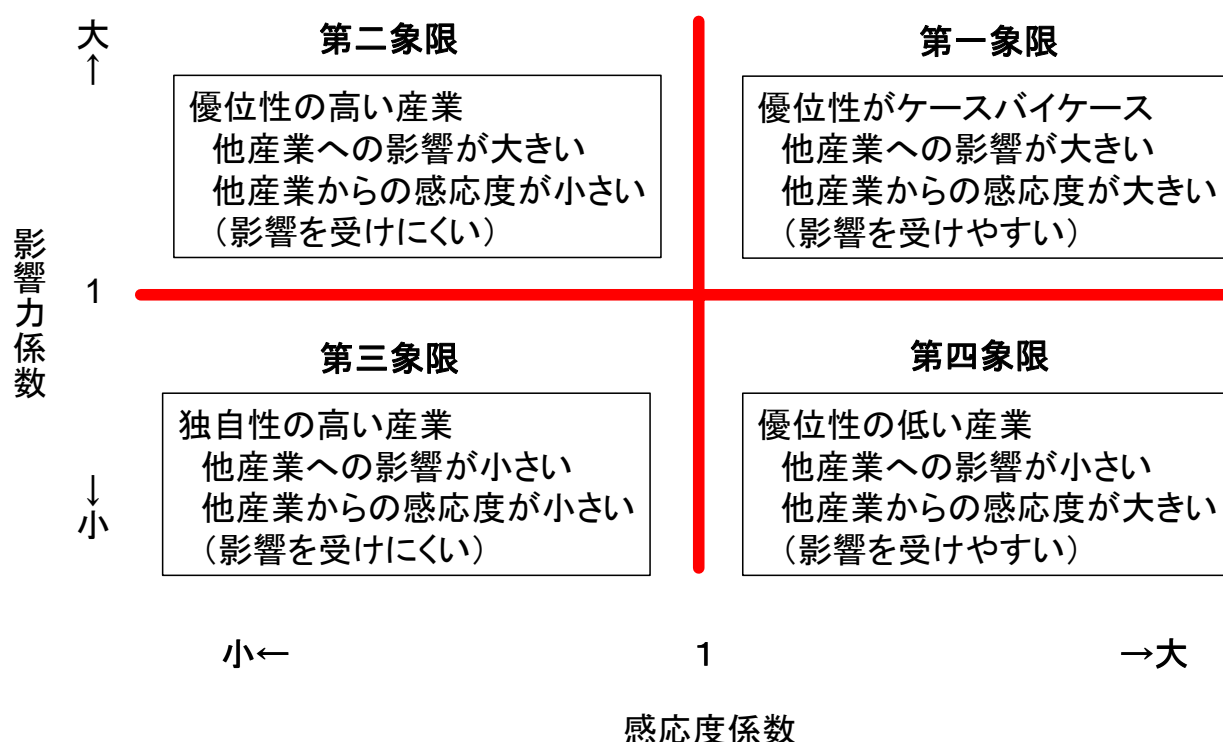 大
↑
第二象限
優位性の高い産業
他産業への影響が大きい
他産業からの感応度が小さい
（影響を受けにくい）
第一象限
優位性がケースバイケース
他産業への影響が大きい
他産業からの感応度が大きい
（影響を受けやすい）
影響力係数
1
第三象限
独自性の高い産業
他産業への影響が小さい
他産業からの感応度が小さい
（影響を受けにくい）
第四象限
優位性の低い産業
他産業への影響が小さい
他産業からの感応度が大きい
（影響を受けやすい）
↓
小
小←
1
→大
感応度係数